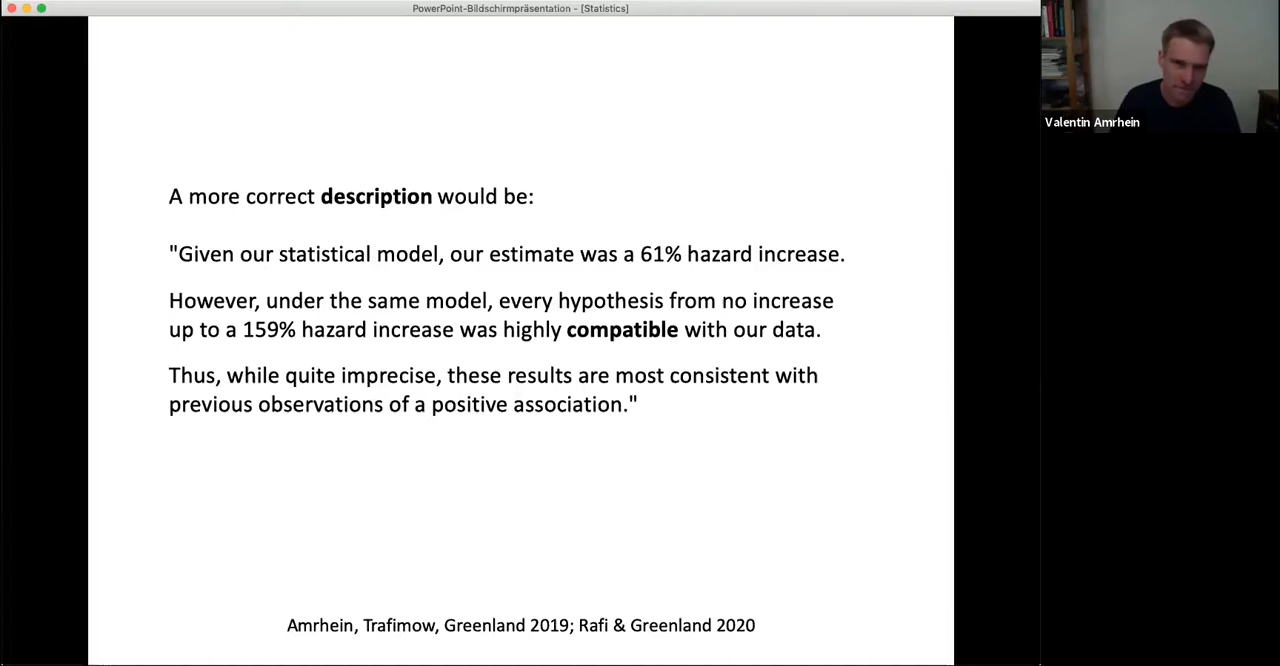 PowerPoint-Bildschirmpräsentation - [Statistics]
Valentin Amrhein
A more correct description would be:
"Given our statistical model, our estimate was a 61% hazard increase.
However, under the same model, every hypothesis from no increase
up to a 159% hazard increase was highly compatible with our data.
Thus, while quite imprecise, these results are most consistent with
previous observations of a positive association."
Amrhein, Trafimow, Greenland 2019; Rafi & Greenland 2020